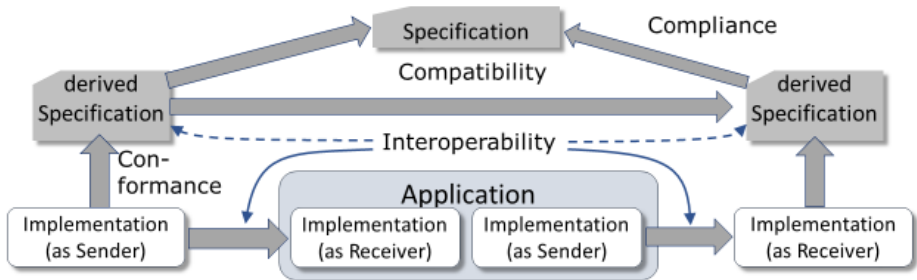 Specification
Compliance
derived
Specification
Compatibility
derived
Specification
Interoperability
Con-
formance
Application
Implementation
(as Sender)
Implementation
(as Receiver)
Implementation
(as Sender)
Implementation
(as Receiver)